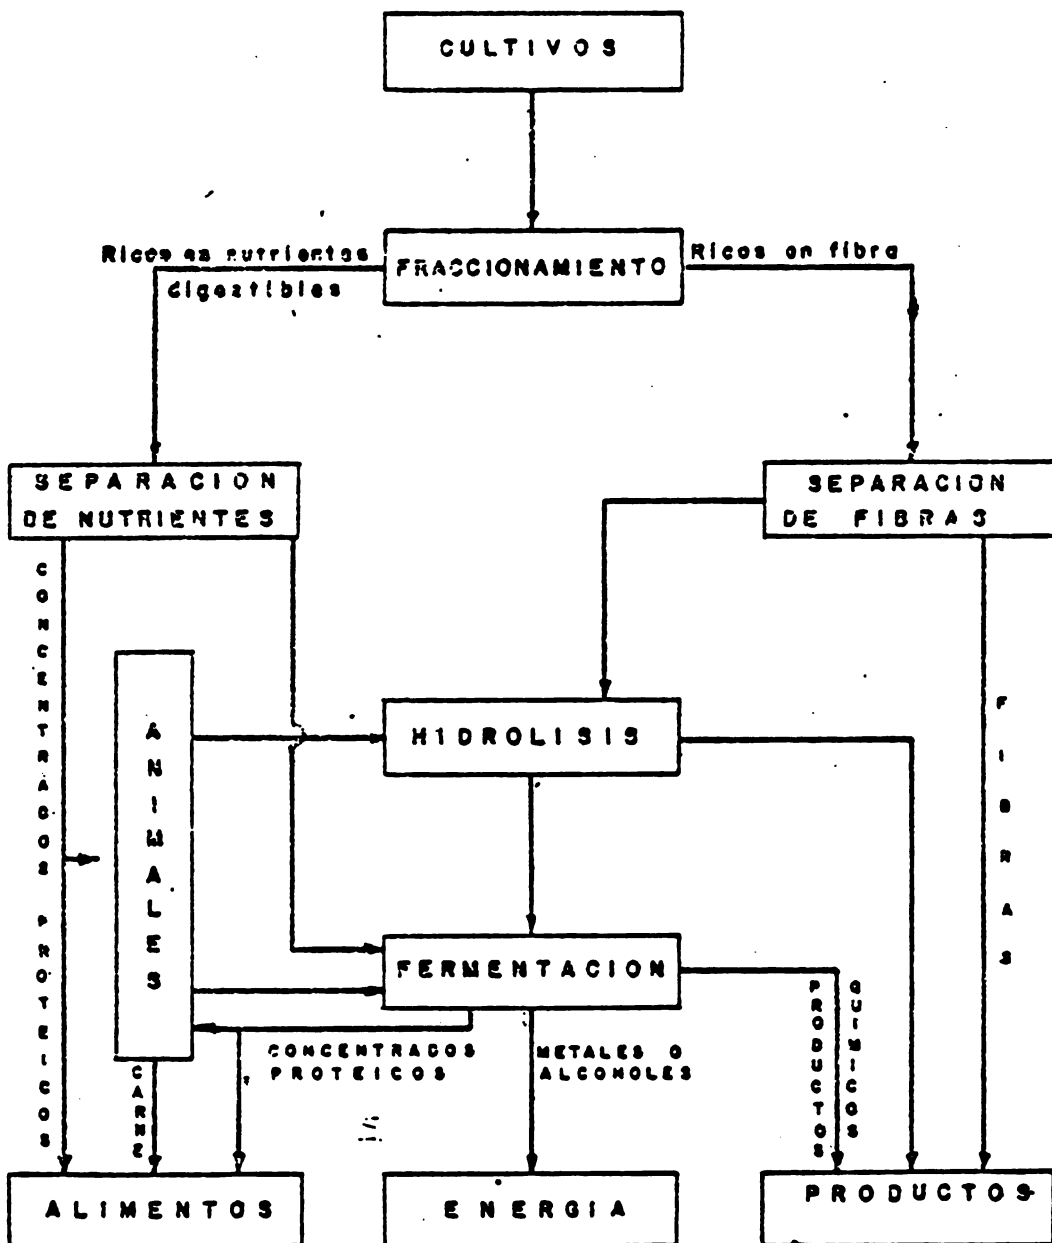 CULTIVOS
Ricos en nutrientes
digeztibles
FRACCIONAMIENTO
Ricos en fibra
SEPARACION
DE NUTRIENTES
SEPARACION
DE FIBRAS
CONCENTRADOS PROTEICOS
ANIMALES
HIDROLISIS
FIBRAS
FERMENTACION
CONCENTRADOS
PROTEICOS
METALES O
ALCOHOLES
PRODUCTOS
QUIMICOS
CARNE
ALIMENTOS
ENERGIA
PRODUCTOS